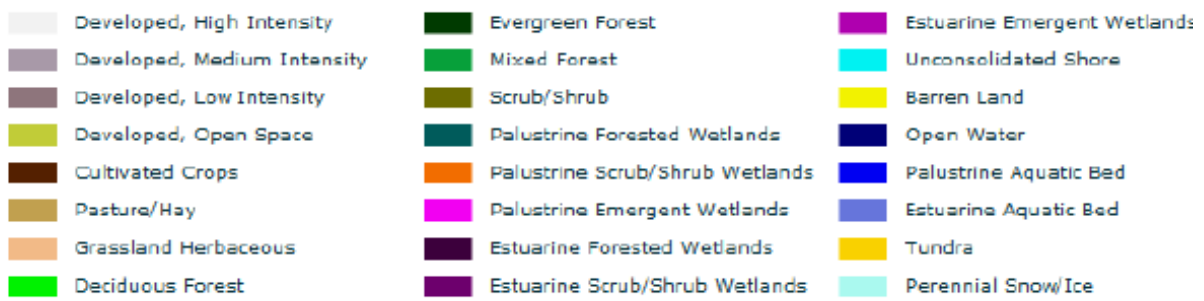 Developed, High Intensity
Developed, Medium Intensity
Developed, Low Intensity
Developed, Open Space
Cultivated Crops
Pasture/Hay
Grassland Herbaceous
Deciduous Forest
Evergreen Forest
Mixed Forest
Scrub/Shrub
Palustrine Forested Wetlands
Palustrine Scrub/Shrub Wetlands
Palustrine Emergent Wetlands
Estuarine Forested Wetlands
Estuarine Scrub/Shrub Wetlands
Estuarine Emergent Wetlands
Unconsolidated Shore
Barren Land
Open Water
Palustrine Aquatic Bed
Estuarine Aquatic Bed
Tundra
Perennial Snow/Ice